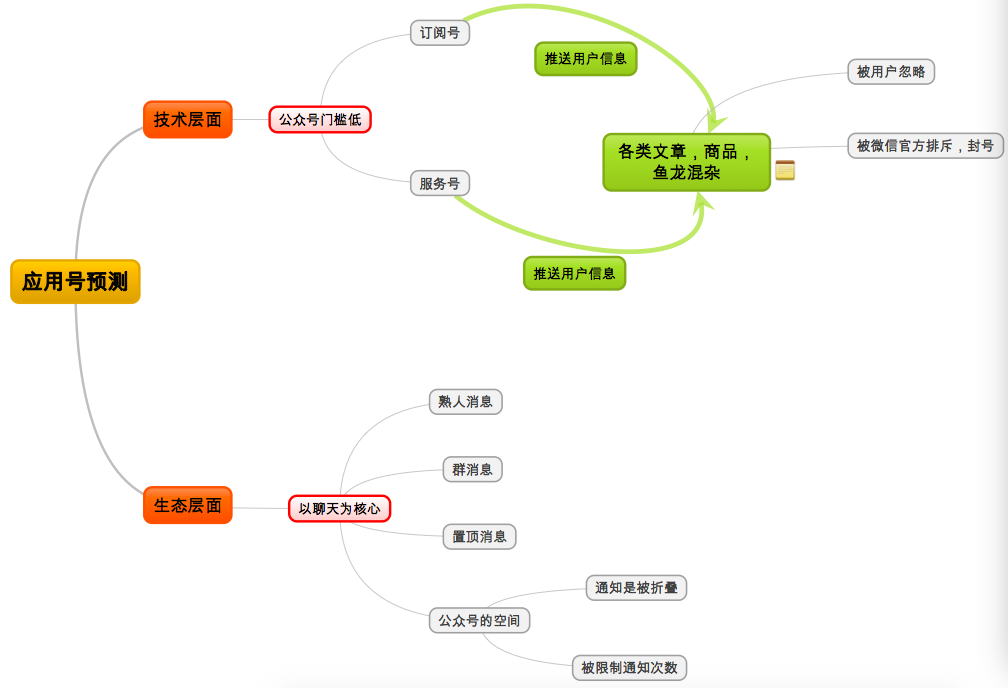 应用号预测
技术层面
公众号门槛低
订阅号
服务号
推送用户信息
推送用户信息
各类文章，商品，
鱼龙混杂
被用户忽略
被微信官方排斥，封号
生态层面
以聊天为核心
熟人消息
群消息
置顶消息
公众号的空间
通知是被折叠
被限制通知次数